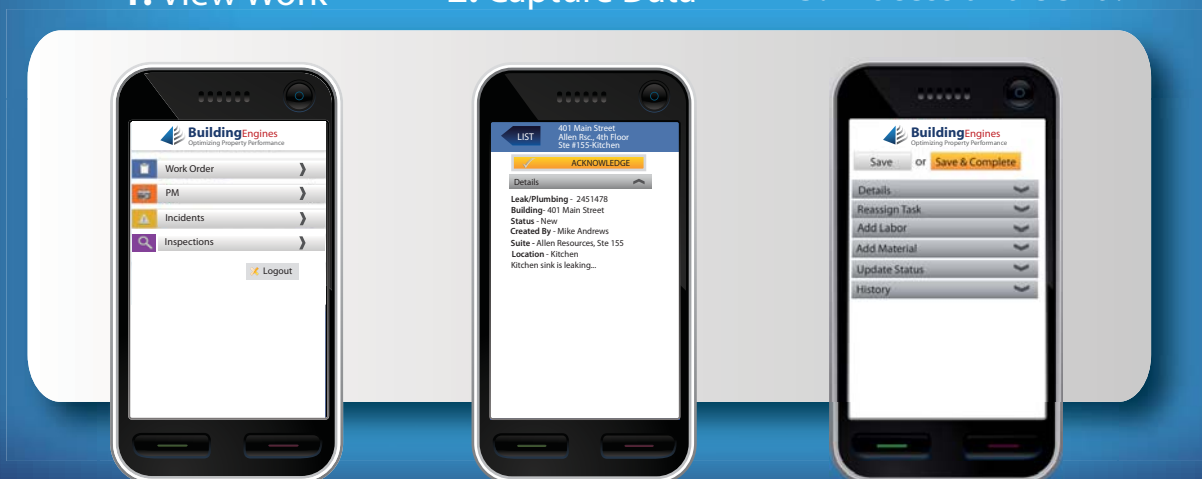 1. View Work
2. Capture Data
BuildingEngines
Optimizing Property Performance
Work Order
PM
Incidents
Inspections
Logout
LIST
401 Main Street
Allen Rsc., 4th Floor
Ste #155-Kitchen
ACKNOWLEDGE
Details
Leak/Plumbing - 2451478
Building- 401 Main Street
Status - New
Created By - Mike Andrews
Suite - Allen Resources, Ste 155
Location - Kitchen
Kitchen sink is leaking...
BuildingEngines
Optimizing Property Performance
Save or Save & Complete
Details
Reassign Task
Add Labor
Add Material
Update Status
History